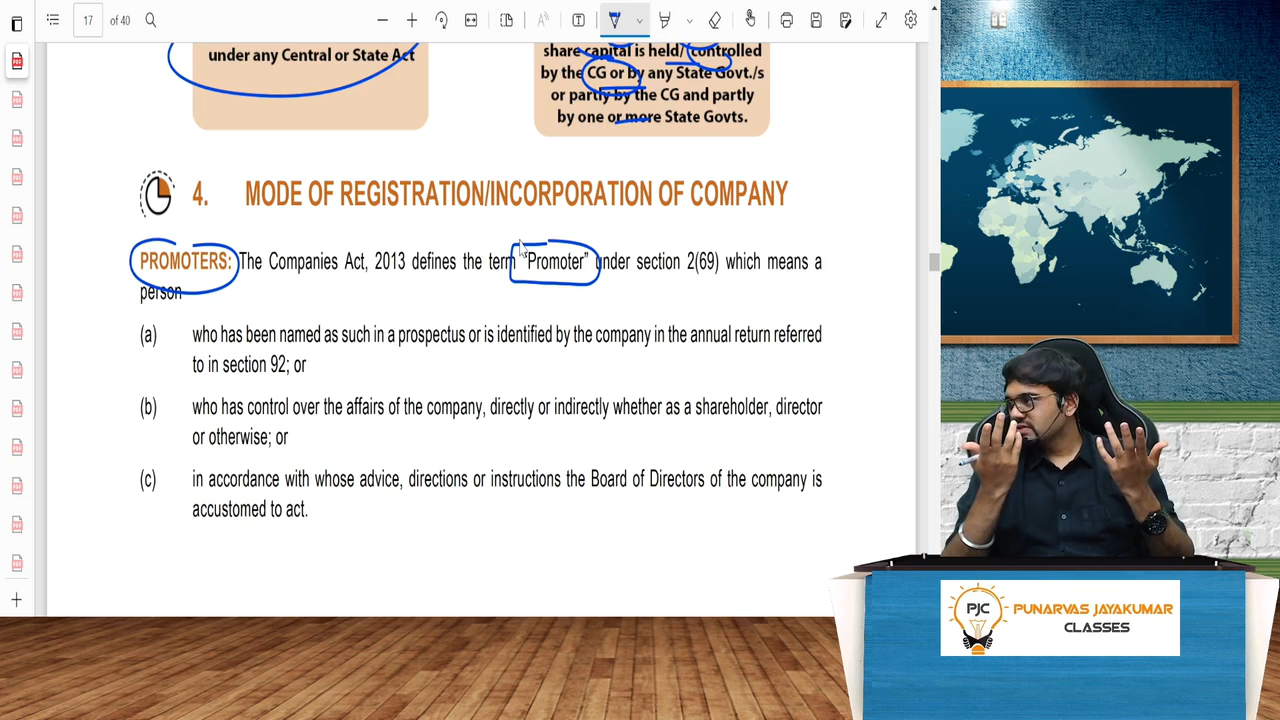 17 of 40
under any Central or State Act
share capital is held/ controlled
by the CG or by any State Govt./s
or partly by the CG and partly
by one or more State Govts.
4. MODE OF REGISTRATION/INCORPORATION OF COMPANY
PROMOTERS: The Companies Act, 2013 defines the term "Promoter" under section 2(69) which means a
person
(a) who has been named as such in a prospectus or is identified by the company in the annual return referred
to in section 92; or
(b) who has control over the affairs of the company, directly or indirectly whether as a shareholder, director
or otherwise; or
(c) in accordance with whose advice, directions or instructions the Board of Directors of the company is
accustomed to act.
PJC PUNARVAS JAYAKUMAR
CLASSES